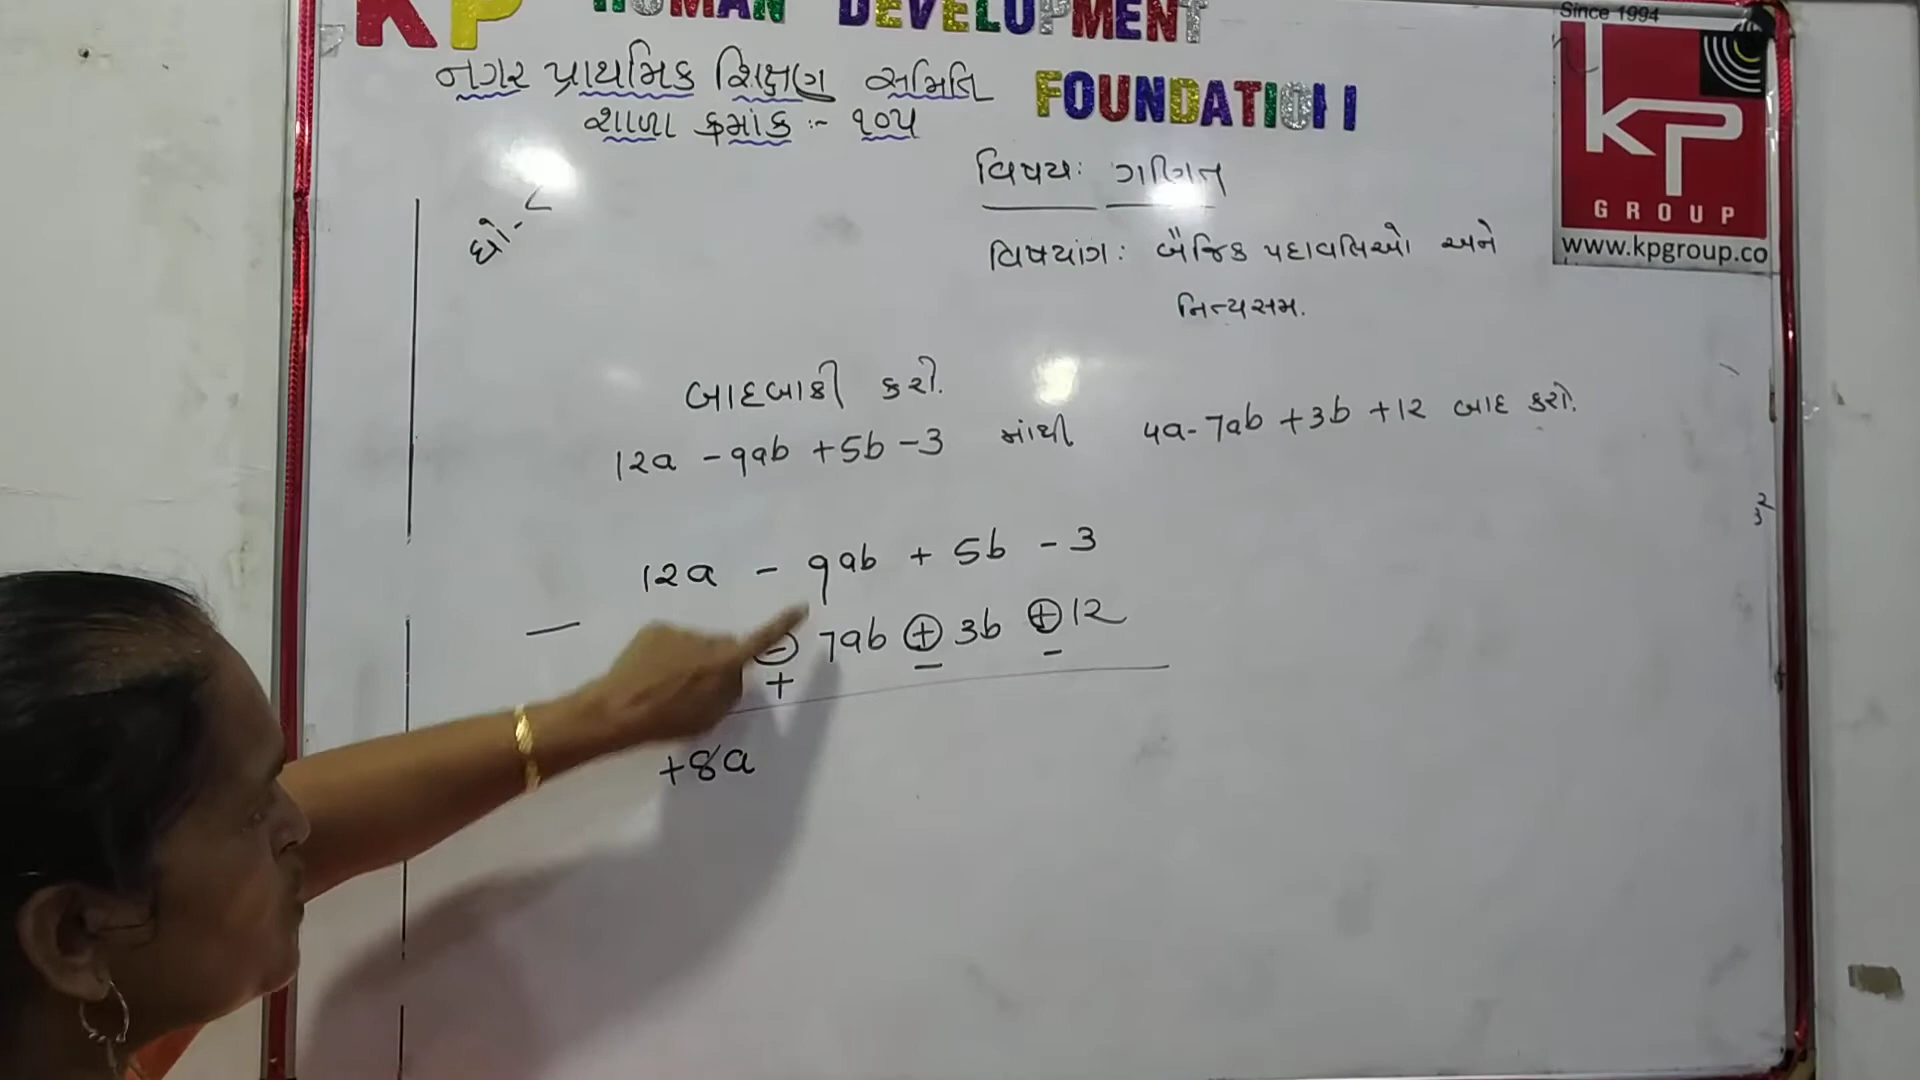 KP HUMAN DEVELOPMENT
FOUNDATION
Since 1994
KP
GROUP
www.kpgroup.co
નગર પ્રાથમિક શિક્ષણ સમિતિ
શાળા ક્રમાંક :- ૧૦૫
ધો-૮
વિષય: ગણિત
વિષયાંગ: બૈજિક પદાવલિઓ અને
નિત્યસમ.
બાદબાકી કરો.
12a - 9ab + 5b - 3 માંથી 4a - 7ab + 3b + 12 બાદ કરો.
12a - 9ab + 5b - 3
— - 7ab + 3b + 12
+ - -
+8a